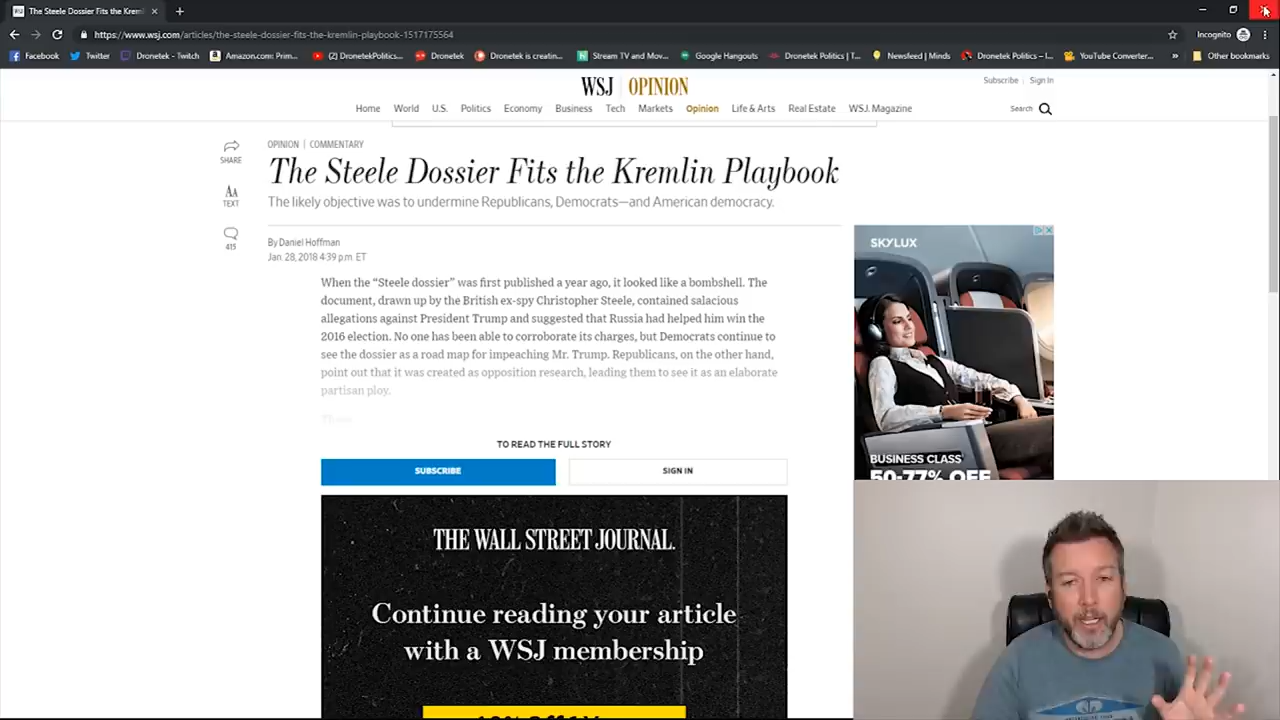 The Steele Dossier Fits the Kreml
https://www.wsj.com/articles/the-steele-dossier-fits-the-kremlin-playbook-1517175564
Incognito
Facebook
Twitter
Dronetek - Twitch
Amazon.com: Prim...
(2) DronetekPolitics...
Dronetek
Dronetek is creatin...
Stream TV and Mov...
Google Hangouts
Dronetek Politics | T...
Newsfeed | Minds
Dronetek Politics – I...
YouTube Converter...
»
Other bookmarks
WSJ | OPINION
Subscribe | Sign In
Home World U.S. Politics Economy Business Tech Markets Opinion Life & Arts Real Estate WSJ. Magazine
Search
SHARE
AA
TEXT
415
OPINION | COMMENTARY
The Steele Dossier Fits the Kremlin Playbook
The likely objective was to undermine Republicans, Democrats—and American democracy.
By Daniel Hoffman
Jan. 28, 2018 4:39 p.m. ET
When the “Steele dossier” was first published a year ago, it looked like a bombshell. The
document, drawn up by the British ex-spy Christopher Steele, contained salacious
allegations against President Trump and suggested that Russia had helped him win the
2016 election. No one has been able to corroborate its charges, but Democrats continue to
see the dossier as a road map for impeaching Mr. Trump. Republicans, on the other hand,
point out that it was created as opposition research, leading them to see it as an elaborate
partisan ploy.
TO READ THE FULL STORY
SUBSCRIBE
SIGN IN
THE WALL STREET JOURNAL.
Continue reading your article
with a WSJ membership
SKYLUX
BUSINESS CLASS
50-77% OFF